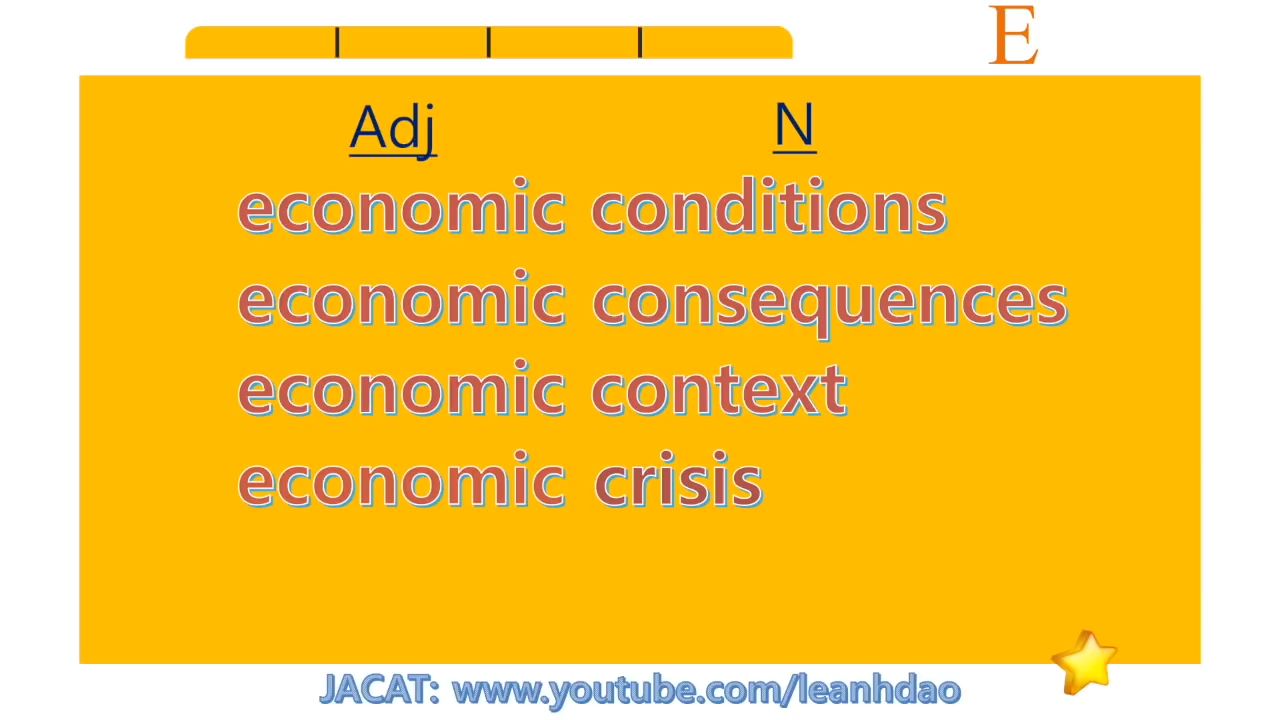 E
Adj N
economic conditions
economic consequences
economic context
economic crisis
JACAT: www.youtube.com/leanhdao